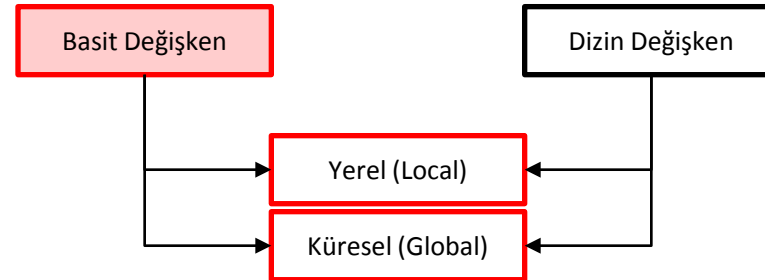 Basit Değişken
Dizin Değişken
Yerel (Local)
Küresel (Global)